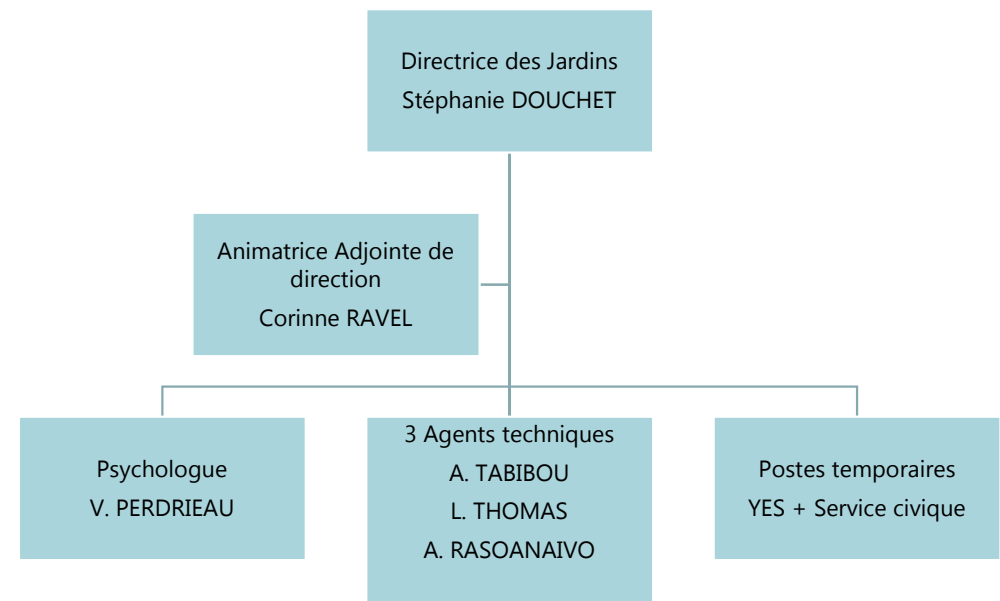 Directrice des Jardins
Stéphanie DOUCHET
Animatrice Adjointe de
direction
Corinne RAVEL
Psychologue
V. PERDRIEAU
3 Agents techniques
A. TABIBOU
L. THOMAS
A. RASOANAIVO
Postes temporaires
YES + Service civique